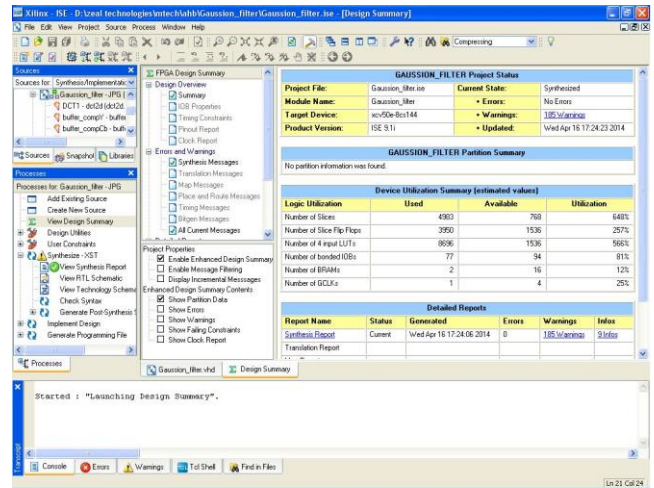 Xilinx - ISE - D:\zeal technologies\mtech\ahb\Gaussion_filter\Gaussion_filter.ise - [Design Summary]
File Edit View Project Source Process Window Help
Compressing
Sources
Sources for: Synthesis/Implementatic
Gaussion_filter - JPG (
DCT1 - dct2d (dct2d.
buffer_compY - buffe
buffer_compCb - buffe
Sources Snapshot Libraries
Processes
Processes for: Gaussion_filter - JPG
Add Existing Source
Create New Source
View Design Summary
Design Utilities
User Constraints
Synthesize - XST
View Synthesis Report
View RTL Schematic
View Technology Schema
Check Syntax
Generate Post-Synthesis S
Implement Design
Generate Programming File
Processes
FPGA Design Summary
Design Overview
Summary
IOB Properties
Timing Constraints
Pinout Report
Clock Report
Errors and Warnings
Synthesis Messages
Translation Messages
Map Messages
Place and Route Messages
Timing Messages
Bitgen Messages
All Current Messages
Project Properties
Enable Enhanced Design Summary
Enable Message Filtering
Display Incremental Messages
Enhanced Design Summary Contents
Show Partition Data
Show Errors
Show Warnings
Show Failing Constraints
Show Clock Report
GAUSSION_FILTER Project Status
Project File: Gaussion_filter.ise Current State: Synthesized
Module Name: Gaussion_filter • Errors: No Errors
Target Device: xcv50e-8cs144 • Warnings: 185 Warnings
Product Version: ISE 9.1i • Updated: Wed Apr 16 17:24:23 2014
GAUSSION_FILTER Partition Summary
No partition information was found.
Device Utilization Summary (estimated values)
Logic Utilization Used Available Utilization
Number of Slices 4983 768 648%
Number of Slice Flip Flops 3950 1536 257%
Number of 4 input LUTs 8696 1536 566%
Number of bonded IOBs 77 94 81%
Number of BRAMs 2 16 12%
Number of GCLKs 1 4 25%
Detailed Reports
Report Name Status Generated Errors Warnings Infos
Synthesis Report Current Wed Apr 16 17:24:06 2014 0 185 Warnings 9 Infos
Translation Report
Gaussion_filter.vhd Design Summary
Started : "Launching Design Summary".
Transcript
Console Errors Warnings Tcl Shell Find in Files
Ln 21 Col 24